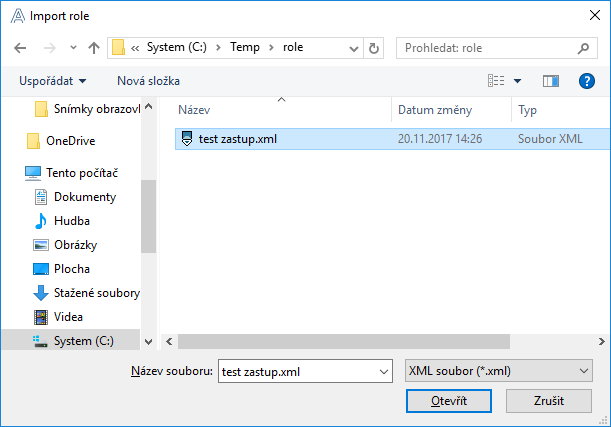 Import role
« System (C:) Temp role
Prohledat: role
Uspořádat Nová složka
Název Datum změny Typ
test zastup.xml 20.11.2017 14:26 Soubor XML
Snímky obrazov
OneDrive
Tento počítač
Dokumenty
Hudba
Obrázky
Plocha
Stažené soubory
Videa
System (C:)
Název souboru: test zastup.xml XML soubor (*.xml)
Otevřít Zrušit